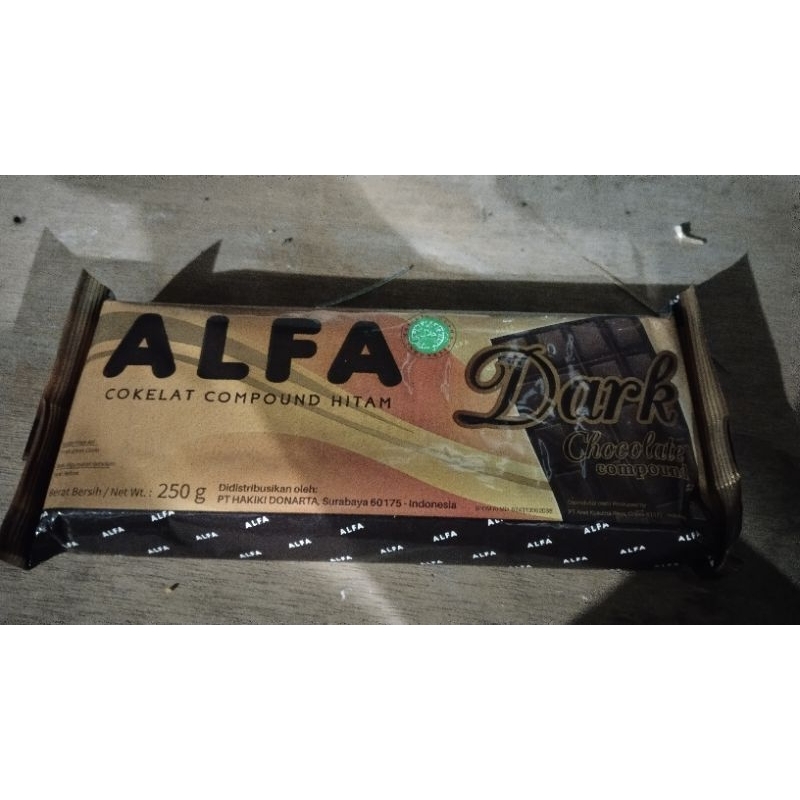 ALFA
COKELAT COMPOUND HITAM
Dark
Chocolate
compound
Berat Bersih / Net Wt. : 250 g
Didistribusikan oleh:
PT HAKIKI DONARTA, Surabaya 60175 - Indonesia
ALFA ALFA ALFA ALFA ALFA ALFA ALFA